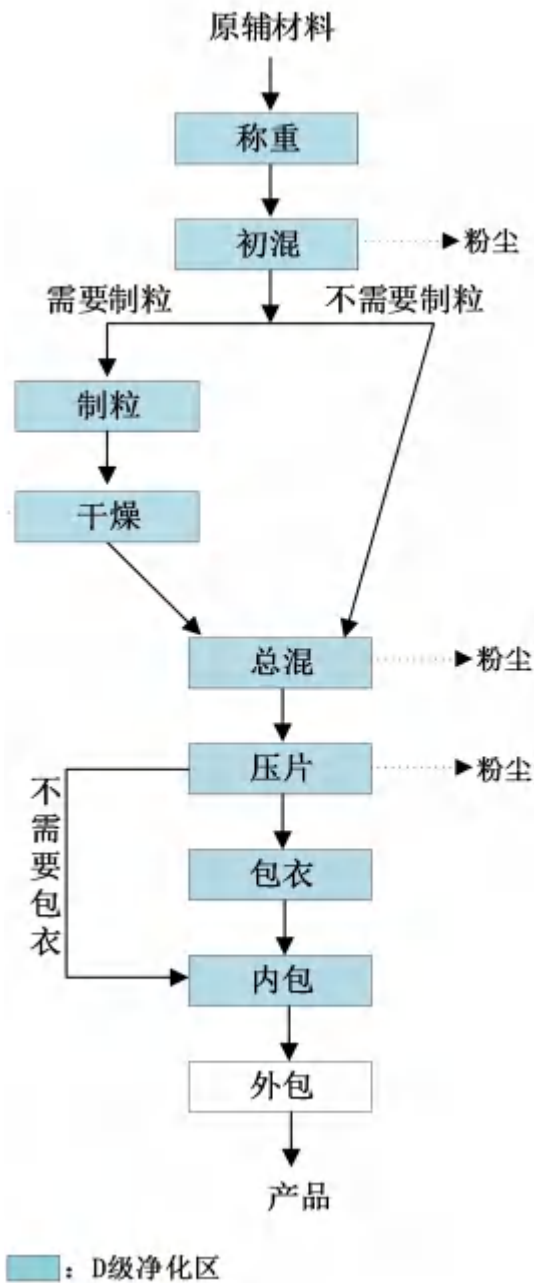 原辅材料
称重
初混
粉尘
需要制粒
不需要制粒
制粒
干燥
总混
粉尘
压片
粉尘
不需要包衣
包衣
内包
外包
产品
：D级净化区